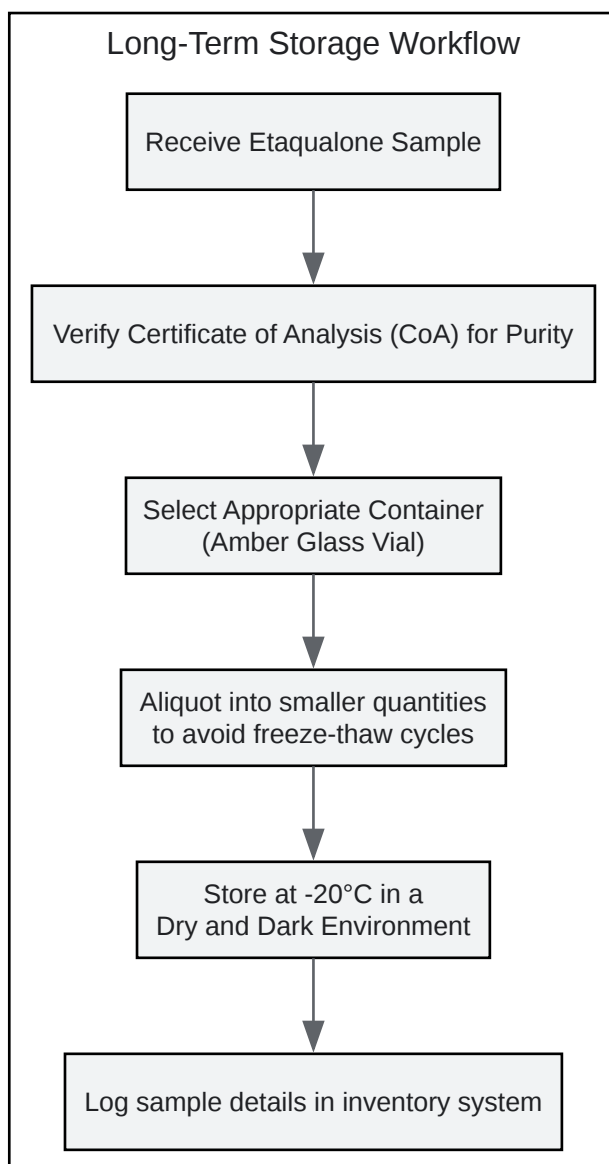 Long-Term Storage Workflow
Receive Etaqualone Sample
Verify Certificate of Analysis (CoA) for Purity
Select Appropriate Container
(Amber Glass Vial)
Aliquot into smaller quantities
to avoid freeze-thaw cycles
Store at -20°C in a
Dry and Dark Environment
Log sample details in inventory system